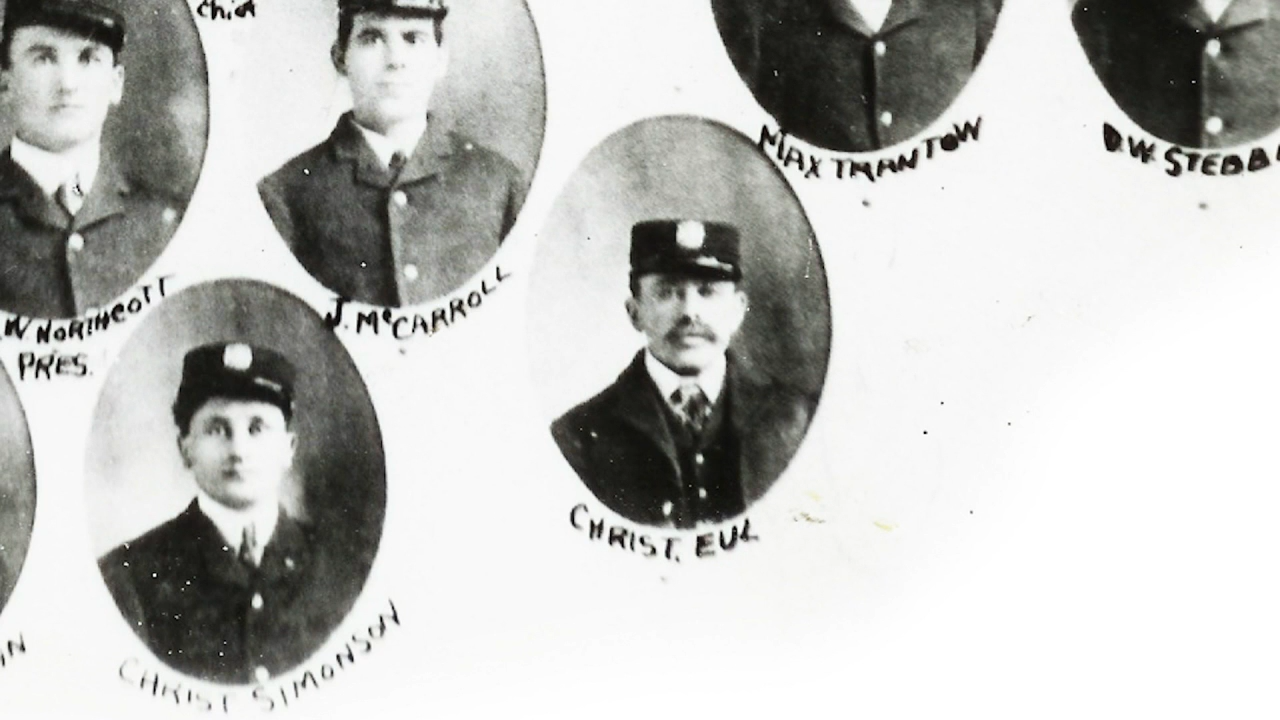 Chief
MAX TRANTOW
D.W. STEBB
W NORTHCOTT
PRES.
J. McCARROLL
CHRIST. EUL
CHRIST SIMONSON